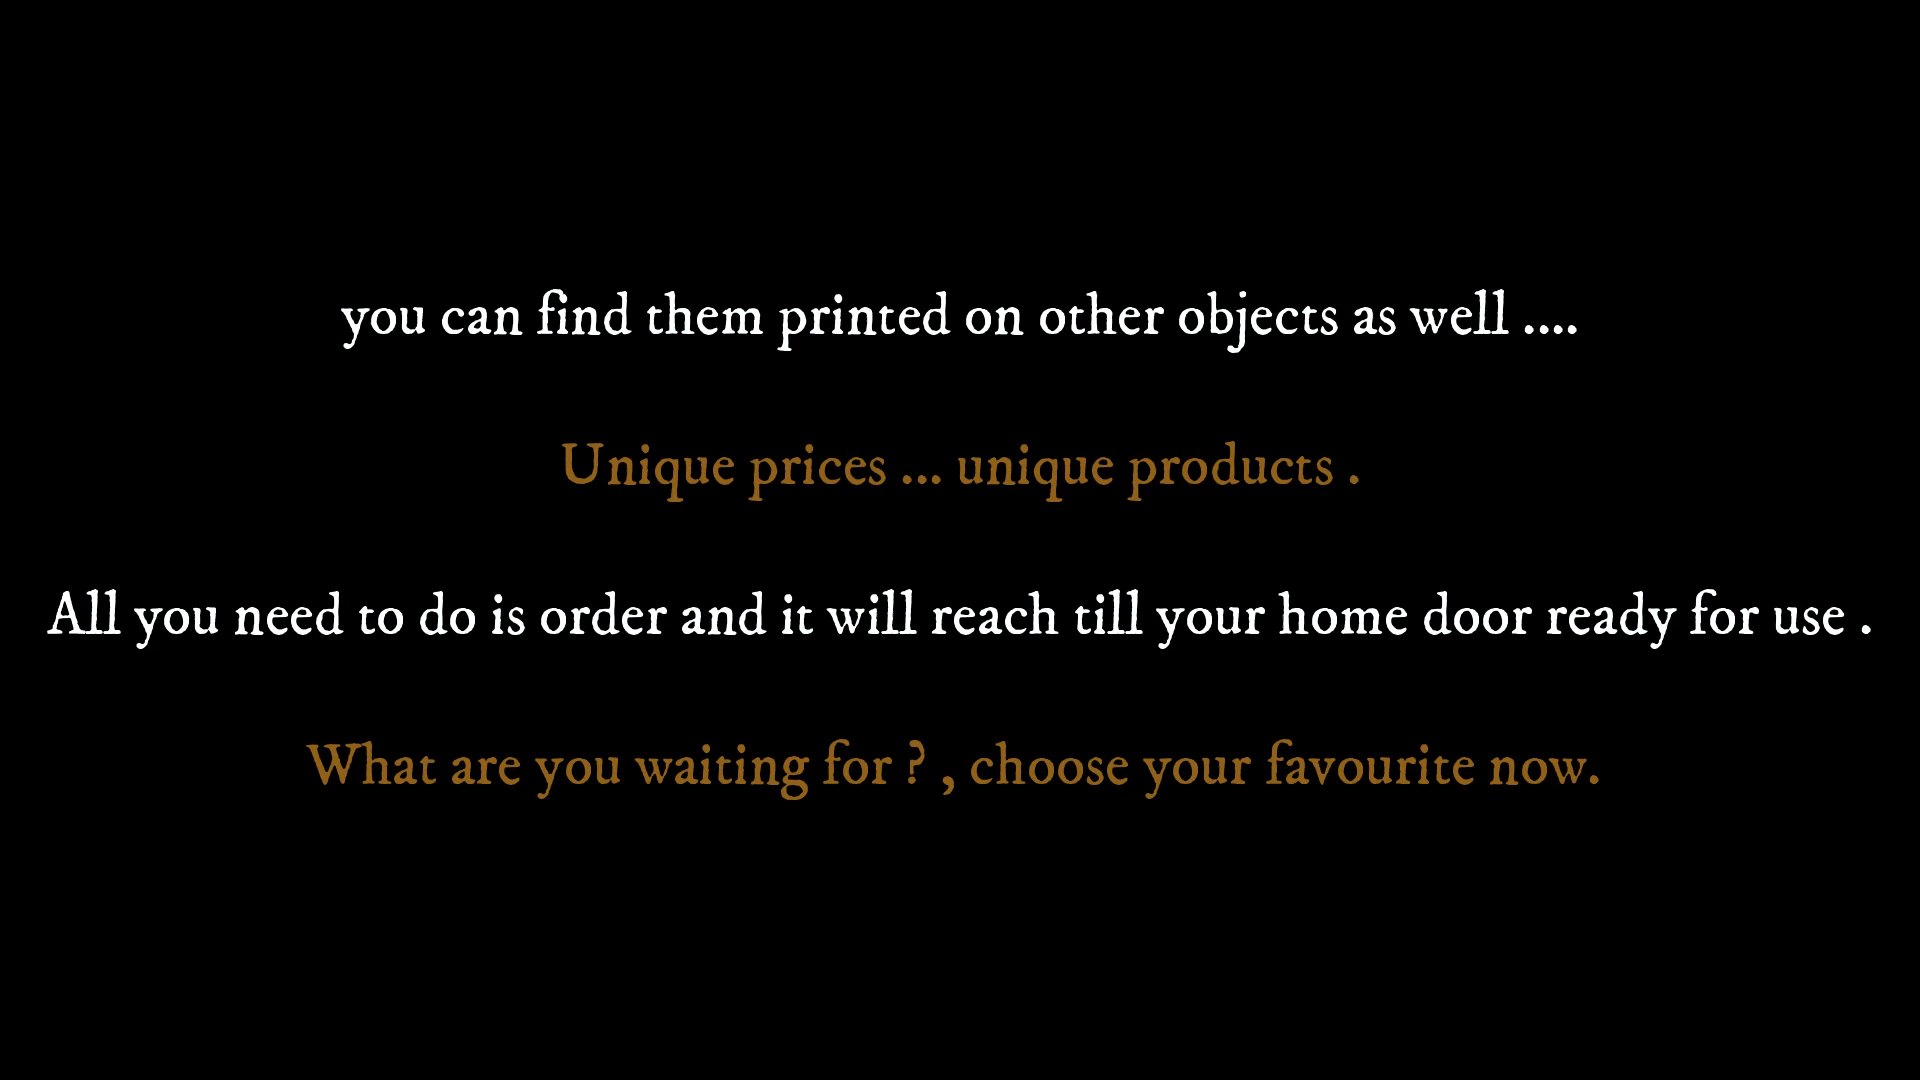 you can find them printed on other objects as well ....
Unique prices ... unique products .
All you need to do is order and it will reach till your home door ready for use .
What are you waiting for ? , choose your favourite now.